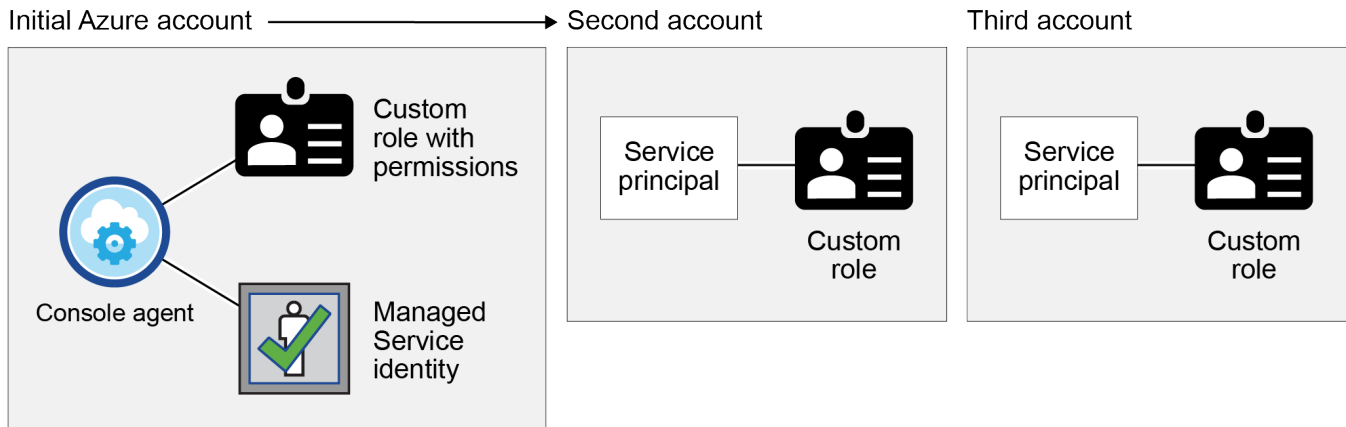 Initial Azure account
Second account
Third account
Custom
role with
permissions
Console agent
Managed
Service
identity
Service
principal
Custom
role
Service
principal
Custom
role